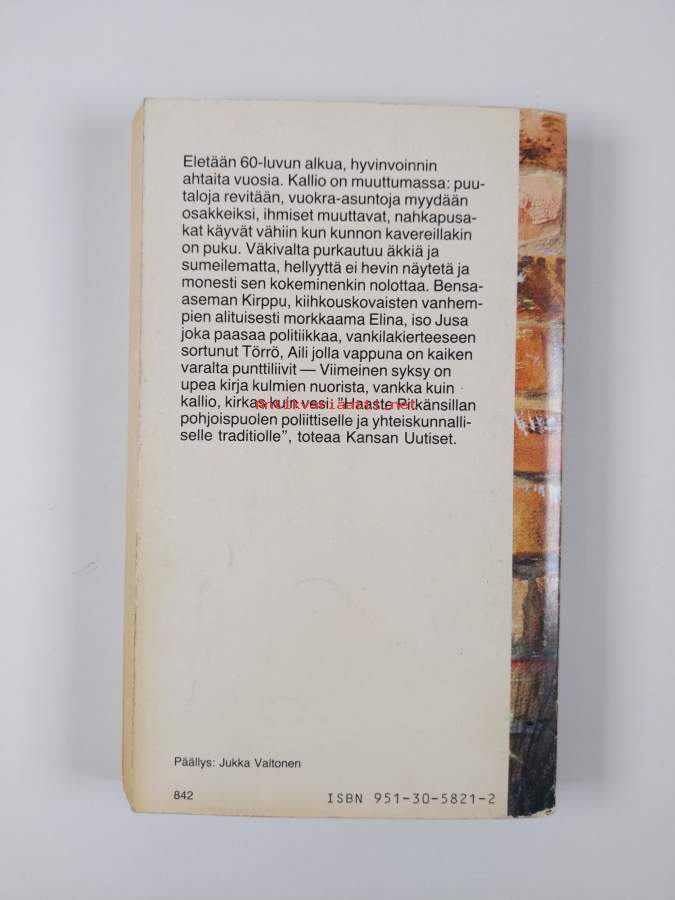 Eletään 60-luvun alkua, hyvinvoinnin
ahtaita vuosia. Kallio on muuttumassa: puu-
taloja revitään, vuokra-asuntoja myydään
osakkeiksi, ihmiset muuttavat, nahkapusa-
kat käyvät vähiin kun kunnon kavereillakin
on puku. Väkivalta purkautuu äkkiä ja
sumeilematta, hellyyttä ei hevin näytetä ja
monesti sen kokeminenkin nolottaa. Bensa-
aseman Kirppu, kiihkouskovaisten vanhem-
pien alituisesti morkkaama Elina, iso Jusa
joka paasaa politiikkaa, vankilakierteeseen
sortunut Törrö, Aili jolla vappuna on kaiken
varalta punttiliivit — Viimeinen syksy on
upea kirja kulmien nuorista, vankka kuin
kallio, kirkas kuin vesi. "Haaste Pitkänsillan
antikvariaatti.net
pohjoispuolen poliittiselle ja yhteiskunnalli-
selle traditiolle", toteaa Kansan Uutiset.
Päällys: Jukka Valtonen
842 ISBN 951-30-5821-2